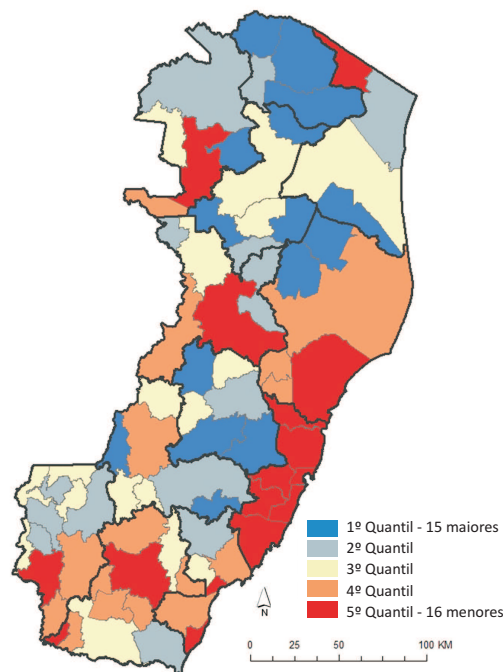 1º Quantil - 15 maiores
2º Quantil
3º Quantil
4º Quantil
5º Quantil - 16 menores
N
0 25 50 100 KM